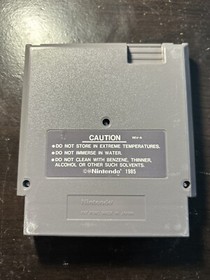 CAUTION
• DO NOT STORE IN EXTREME TEMPERATURES.
• DO NOT IMMERSE IN WATER.
• DO NOT CLEAN WITH BENZENE, THINNER,
ALCOHOL OR OTHER SUCH SOLVENTS.
©®Nintendo 1985
Nintendo